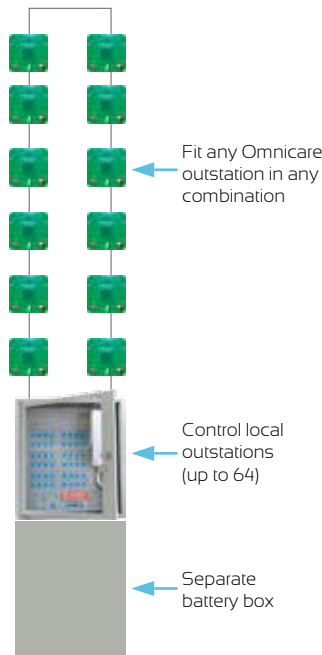 Fit any Omnicare
outstation in any
combination
Control local
outstations
(up to 64)
Separate
battery box